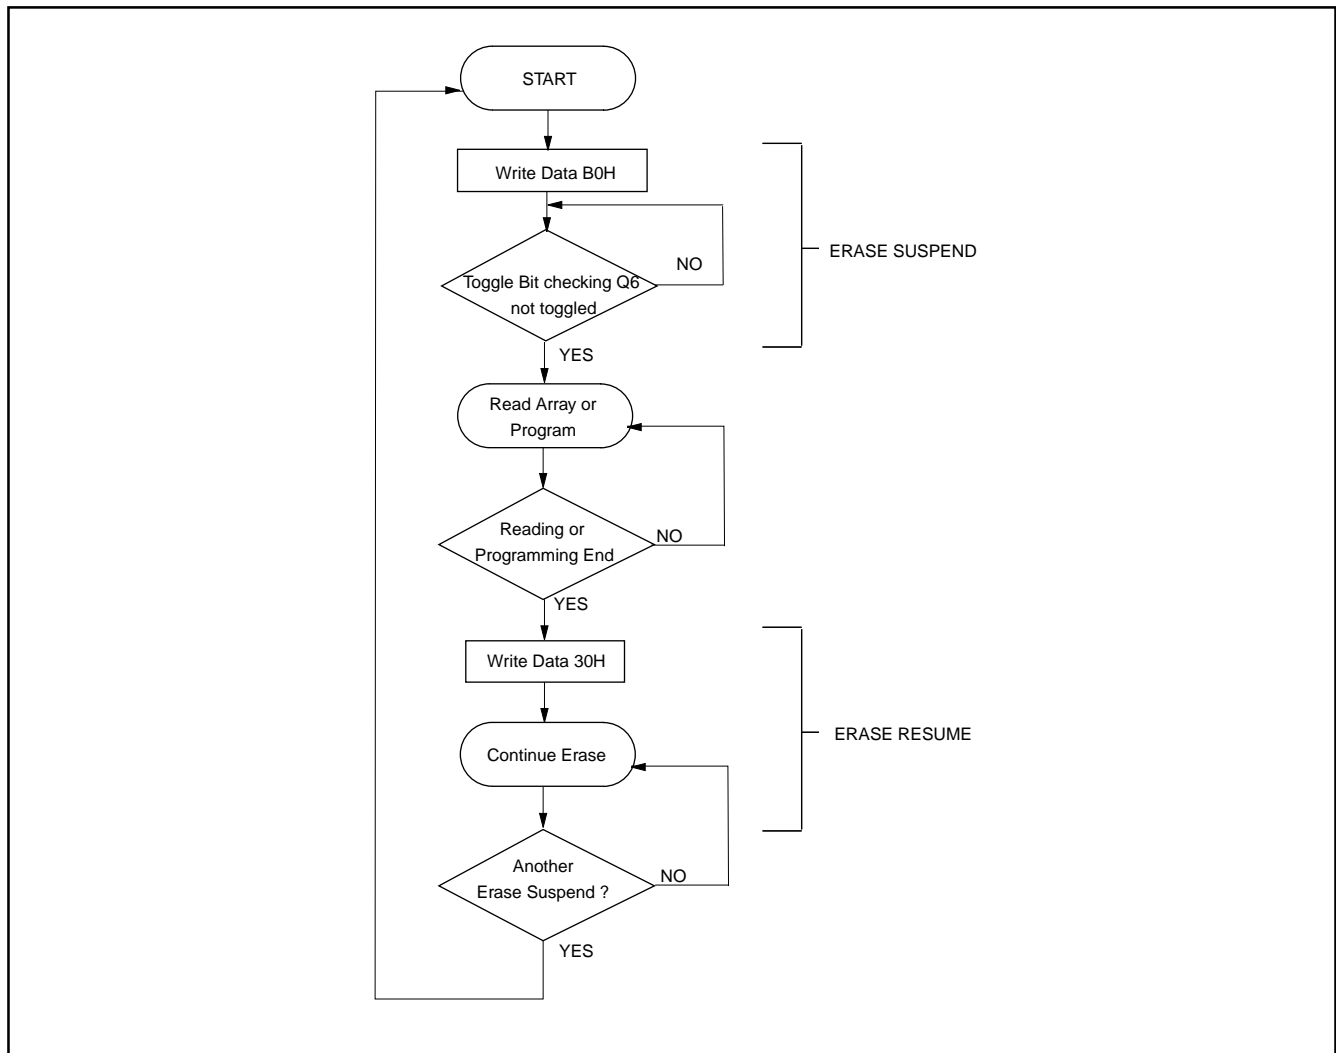 START
Write Data B0H
ERASE SUSPEND
NO
Toggle Bit checking Q6
not toggled
YES
Read Array or
Program
Reading or
Programming End
NO
YES
Write Data 30H
ERASE RESUME
Continue Erase
Another
Erase Suspend ?
NO
YES